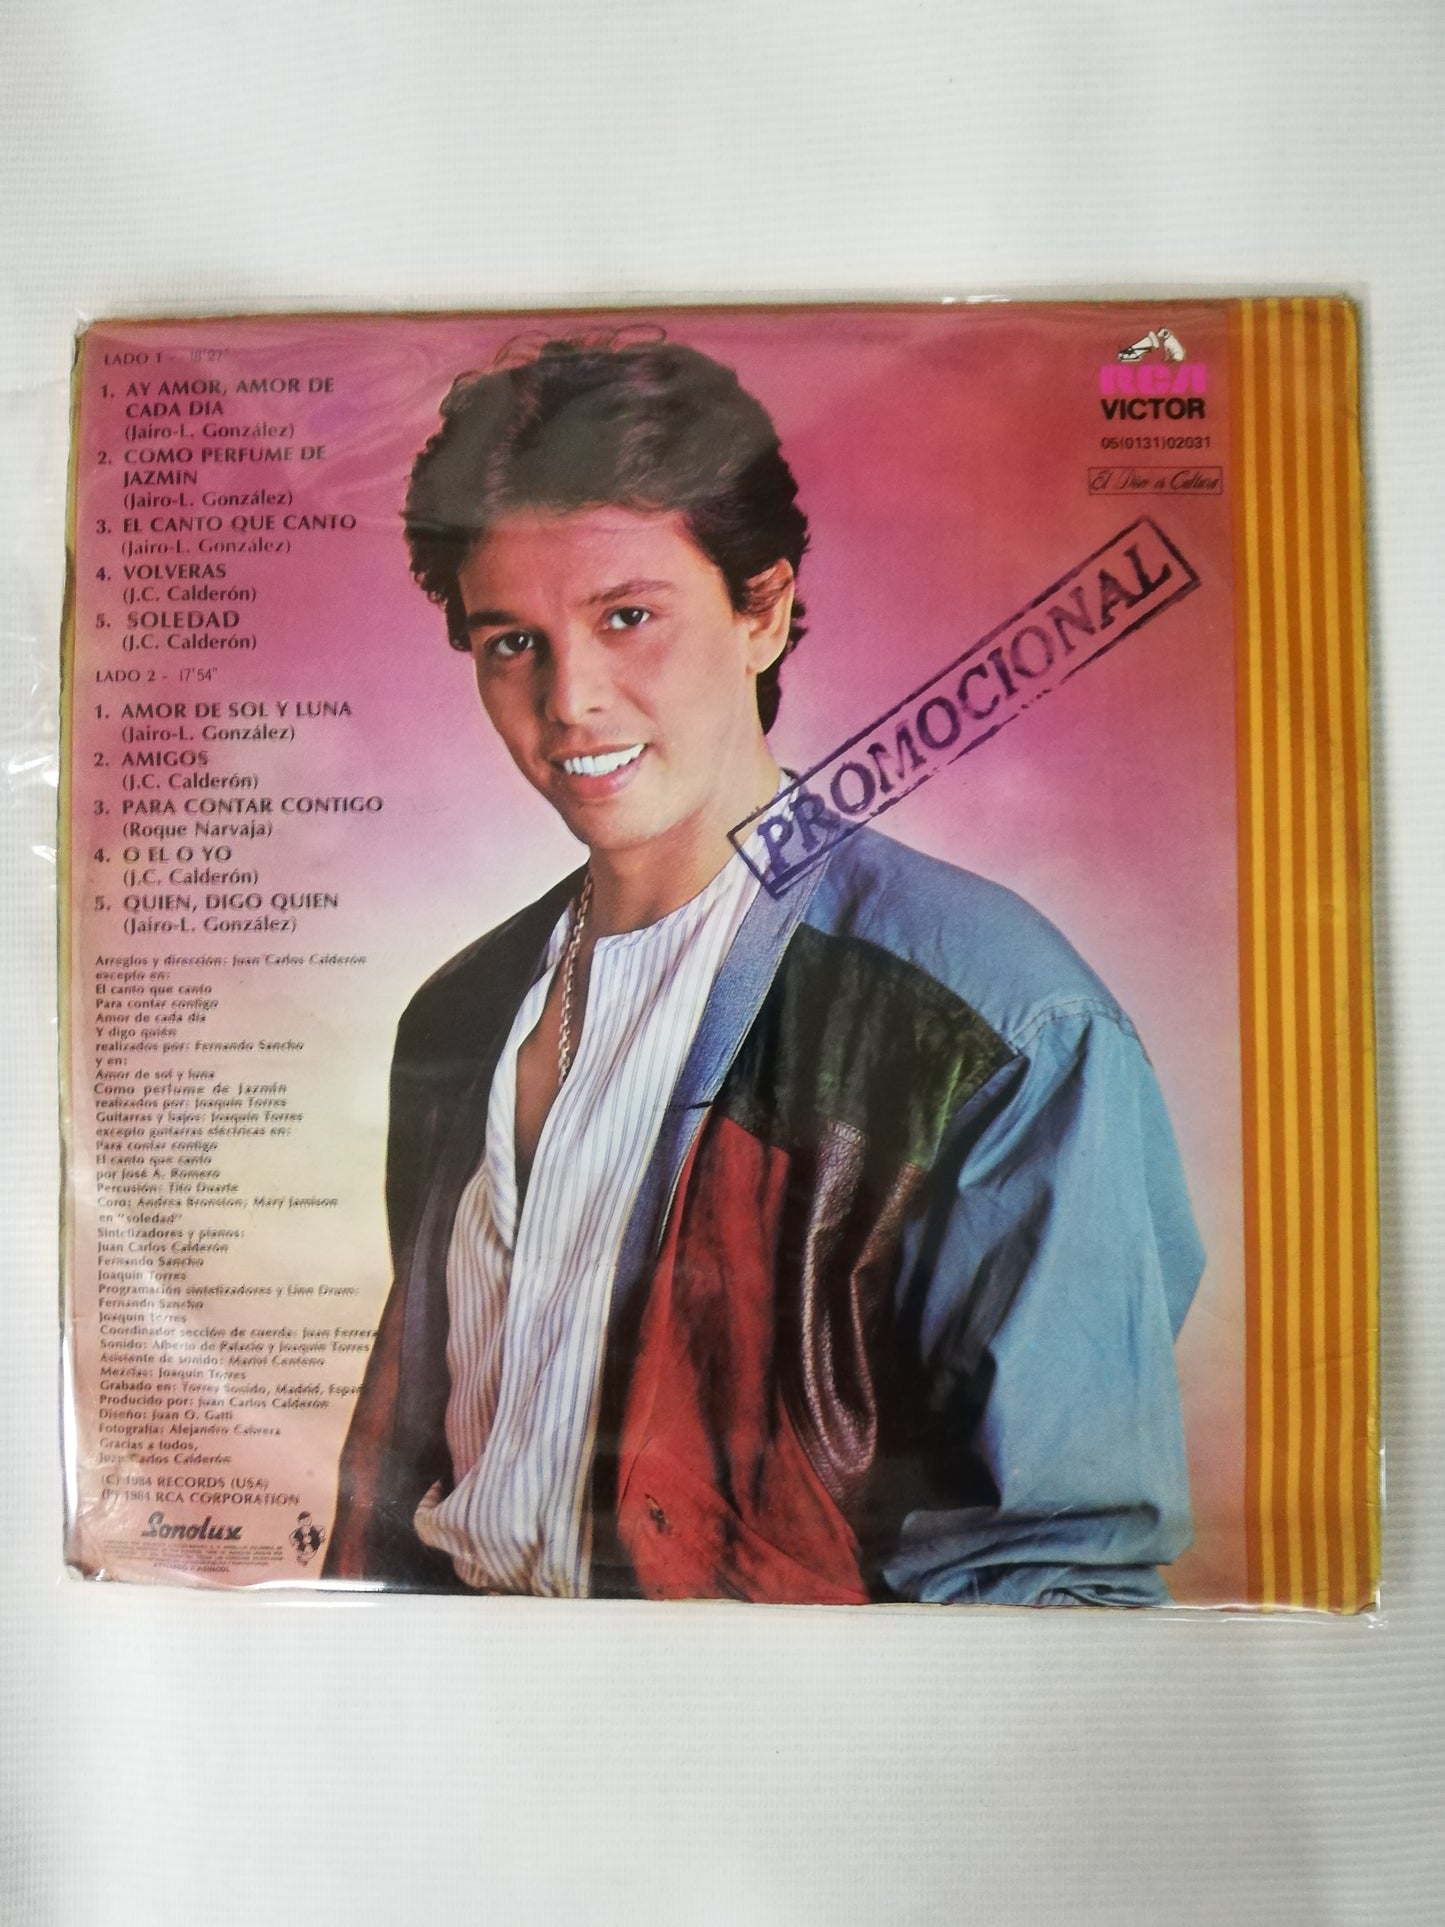 LADO 1 - 18'27"
1. AY AMOR, AMOR DE
CADA DIA
(Jairo-L. González)
2. COMO PERFUME DE
JAZMIN
(Jairo-L. González)
3. EL CANTO QUE CANTO
(Jairo-L. González)
4. VOLVERAS
(J.C. Calderón)
5. SOLEDAD
(J.C. Calderón)
LADO 2 - 17'54"
1. AMOR DE SOL Y LUNA
(Jairo-L. González)
2. AMIGOS
(J.C. Calderón)
3. PARA CONTAR CONTIGO
(Roque Narvaja)
4. O EL O YO
(J.C. Calderón)
5. QUIEN, DIGO QUIEN
(Jairo-L. González)
Arreglos y dirección: Juan Carlos Calderón
excepto en:
El canto que canto
Para contar contigo
Amor de cada día
Y digo quién
realizados por: Fernando Sancho
y en:
Amor de sol y luna
Como perfume de Jazmín
realizados por: Joaquín Torres
Guitarras y bajos: Joaquín Torres
excepto guitarras eléctricas en:
Para contar contigo
El canto que canto
por José A. Romero
Percusión: Tito Duarte
Coro: Andrea Bronston; Mary Jamison
en "soledad"
Sintetizadores y pianos:
Juan Carlos Calderón
Fernando Sancho
Joaquín Torres
Programación sintetizadores y Linn Drum:
Fernando Sancho
Joaquín Torres
Coordinador sección de cuerda: Juan Ferrera
Sonido: Alberto de Palacio y Joaquín Torres
Asistente de sonido: Marios Centeno
Mezclas: Joaquín Torres
Grabado en: Torres Sonido, Madrid,
Producido por: Juan Carlos Calderón
Diseño: Juan O. Gatti
Fotografía: Alejandro Cabrera
Gracias a todos,
Juan Carlos Calderón
(C) 1984 RECORDS (USA)
(P) 1984 RCA CORPORATION
Sonolux
RCA
VICTOR
05(0131)02031
El Disco es Cultura
PROMOCIONAL